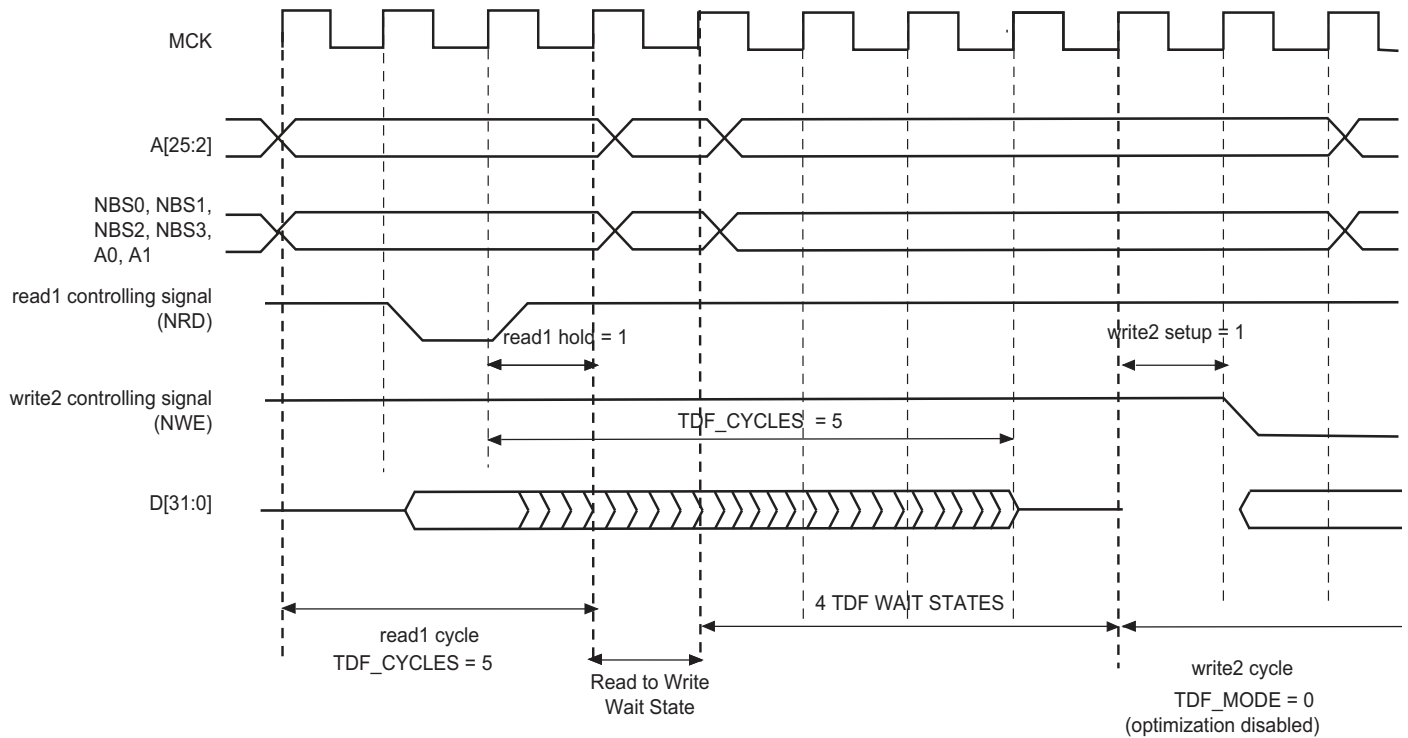 MCK
A[25:2]
NBS0, NBS1,
NBS2, NBS3,
A0, A1
read1 controlling signal
(NRD)
read1 hold = 1
write2 setup = 1
write2 controlling signal
(NWE)
TDF_CYCLES = 5
D[31:0]
4 TDF WAIT STATES
read1 cycle
TDF_CYCLES = 5
Read to Write
Wait State
write2 cycle
TDF_MODE = 0
(optimization disabled)